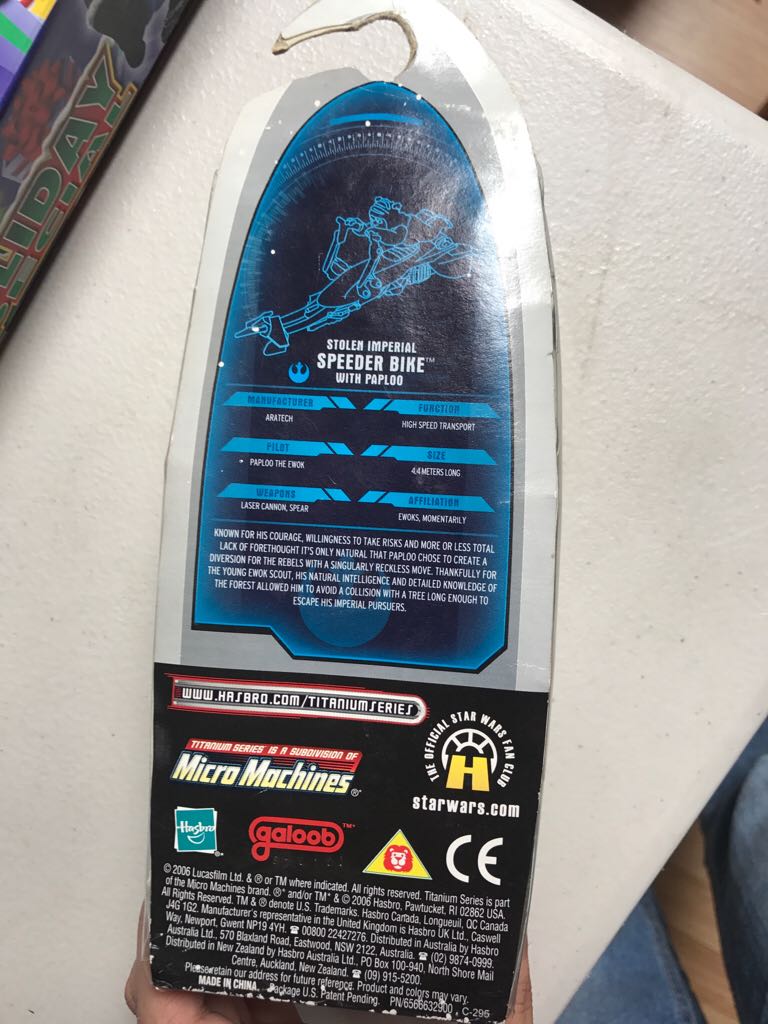 LIDAY
STOLEN IMPERIAL
SPEEDER BIKE™
WITH PAPLOO
MANUFACTURER
ARATECH
FUNCTION
HIGH SPEED TRANSPORT
PILOT
PAPLOO THE EWOK
SIZE
4.4 METERS LONG
WEAPONS
LASER CANNON, SPEAR
AFFILIATION
EWOKS, MOMENTARILY
KNOWN FOR HIS COURAGE, WILLINGNESS TO TAKE RISKS AND MORE OR LESS TOTAL
LACK OF FORETHOUGHT IT'S ONLY NATURAL THAT PAPLOO CHOSE TO CREATE A
DIVERSION FOR THE REBELS WITH A SINGULARLY RECKLESS MOVE. THANKFULLY FOR
THE YOUNG EWOK SCOUT, HIS NATURAL INTELLIGENCE AND DETAILED KNOWLEDGE OF
THE FOREST ALLOWED HIM TO AVOID A COLLISION WITH A TREE LONG ENOUGH TO
ESCAPE HIS IMPERIAL PURSUERS.
WWW.HASBRO.COM/TITANIUMSERIES
TITANIUM SERIES IS A SUBDIVISION OF
Micro Machines®
THE OFFICIAL STAR WARS FAN CLUB
H
starwars.com
Hasbro®
galoob™*
CE
© 2006 Lucasfilm Ltd. & ® or TM where indicated. All rights reserved. Titanium Series is part
of the Micro Machines brand. ®* and/or TM* & © 2006 Hasbro, Pawtucket, RI 02862 USA.
All Rights Reserved. TM & ® denote U.S. Trademarks. Hasbro Canada, Longueuil, QC Canada
J4G 1G2. Manufacturer's representative in the United Kingdom is Hasbro UK Ltd., Caswell
Way, Newport, Gwent NP19 4YH. ☎ 00800 22427276. Distributed in Australia by Hasbro
Australia Ltd., 570 Blaxland Road, Eastwood, NSW 2122, Australia. ☎ (02) 9874-0999
Distributed in New Zealand by Hasbro Australia Ltd., PO Box 100-940, North Shore Mail
Centre, Auckland, New Zealand. ☎ (09) 915-5200.
Please retain our address for future reference. Product and colors may vary.
MADE IN CHINA. Package U.S. Patent Pending. PN/6566632900 C-295